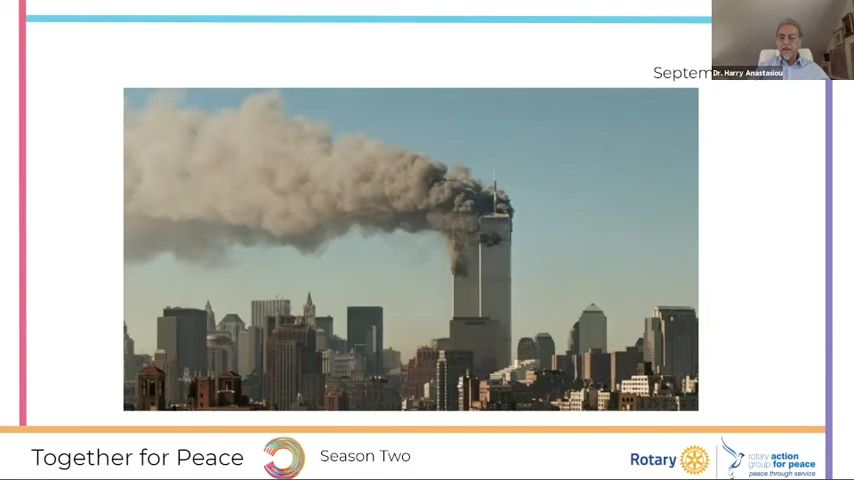 Septem
Dr. Harry Anastasiou
Together for Peace
Season Two
Rotary
rotary action
group for peace
peace through service